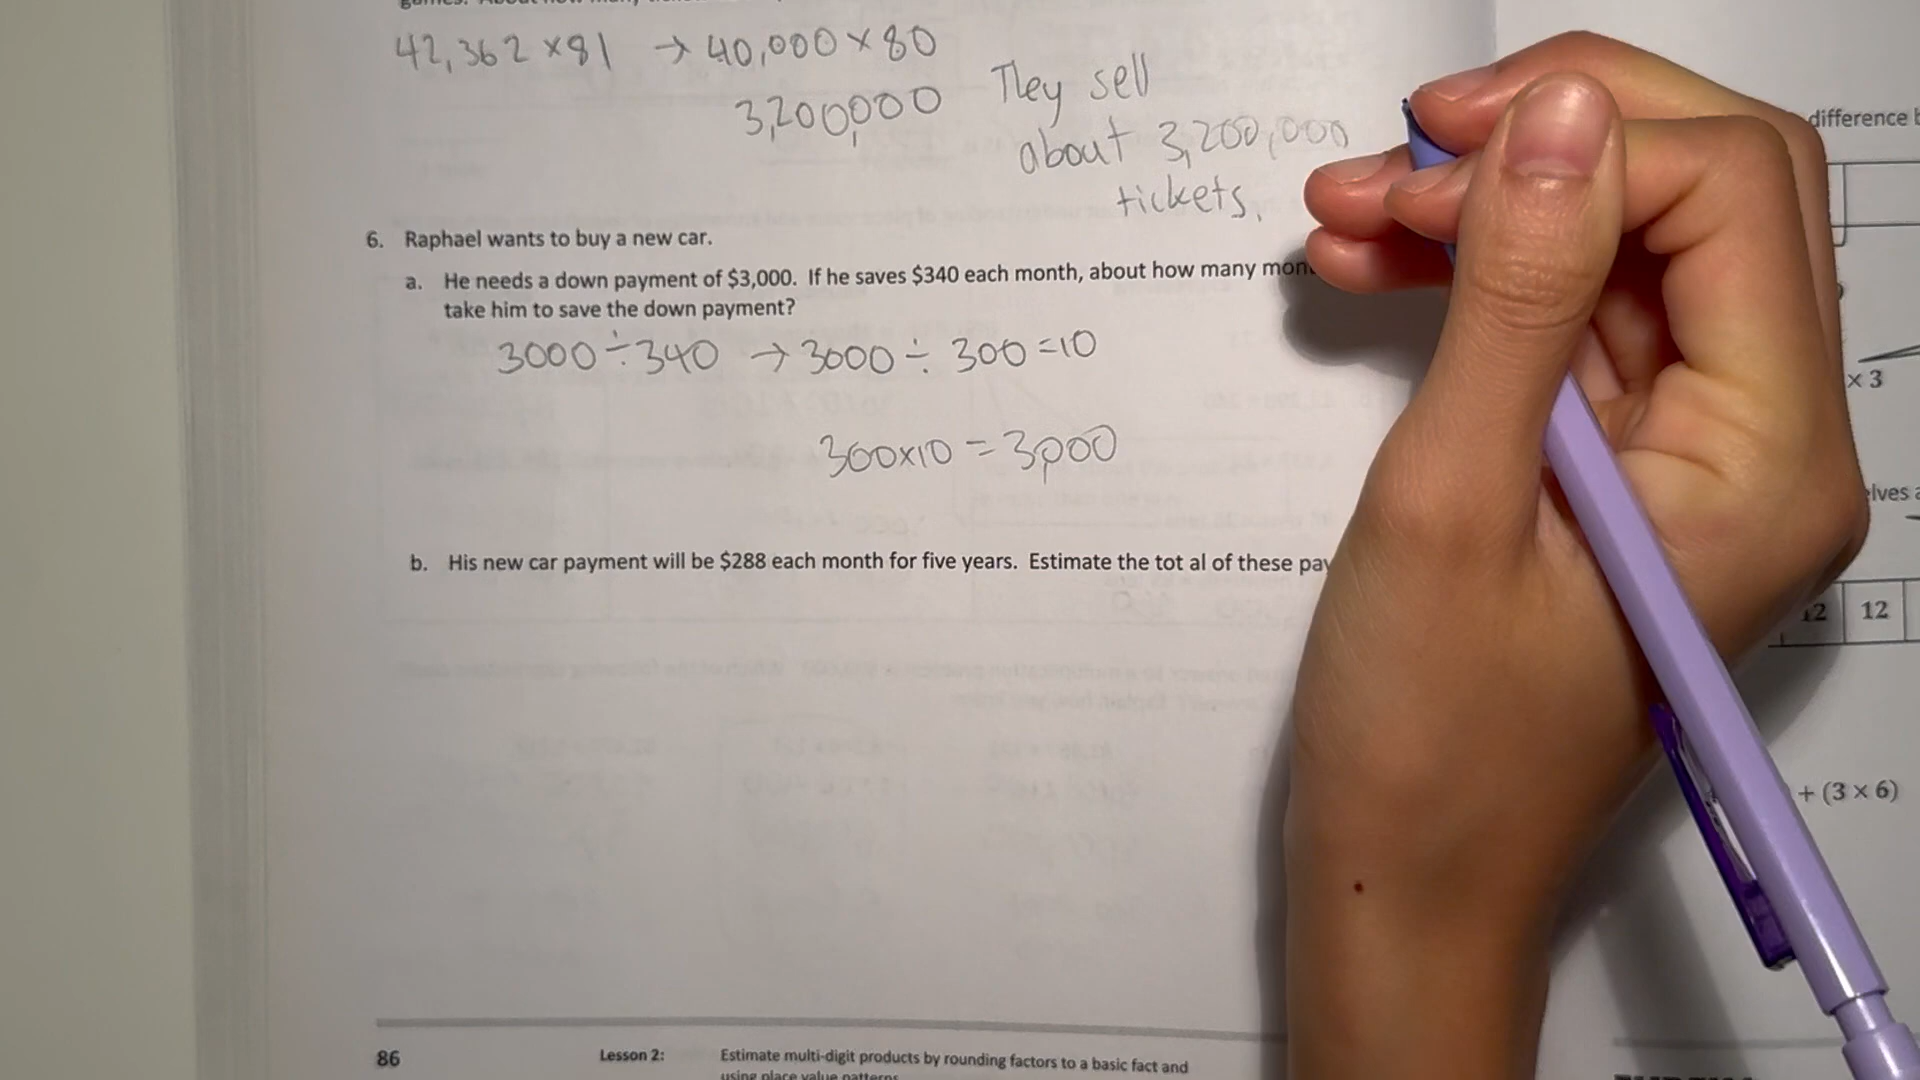 42,362 × 81 → 40,000 × 80
3,200,000
They sell
about 3,200,000
tickets.
difference b
6. Raphael wants to buy a new car.
a. He needs a down payment of $3,000. If he saves $340 each month, about how many mon
take him to save the down payment?
3000 ÷ 340 → 3000 ÷ 300 = 10
× 3
300×10 = 3,000
elves a
b. His new car payment will be $288 each month for five years. Estimate the tot al of these pay
12 12
+ (3 × 6)
86 Lesson 2: Estimate multi-digit products by rounding factors to a basic fact and
using place value patterns.